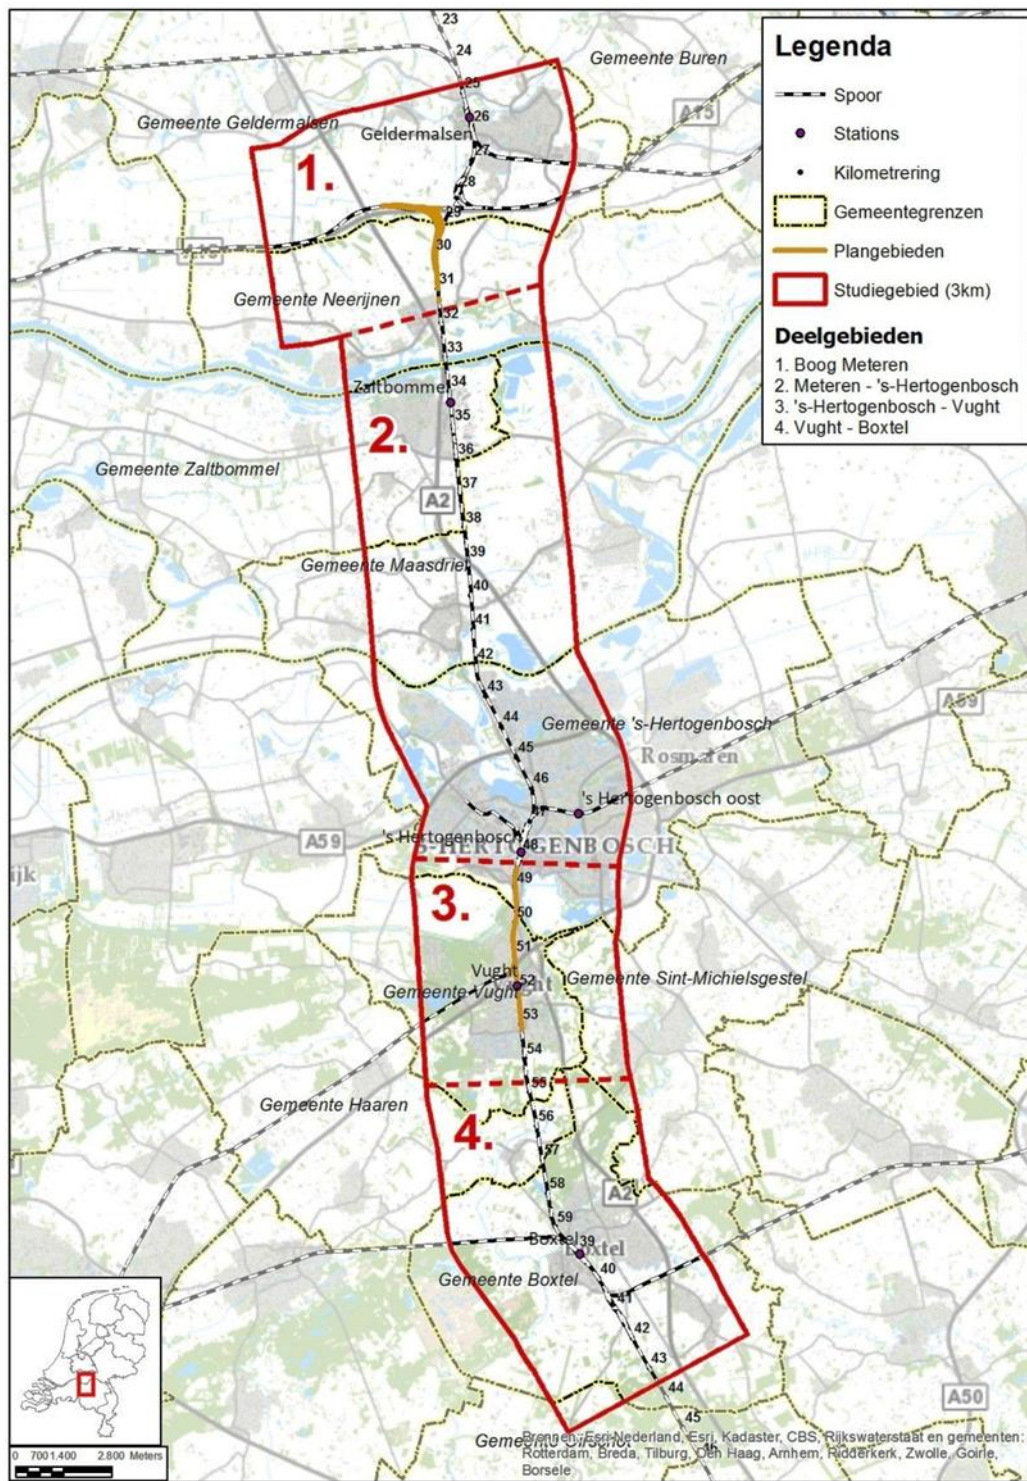 23
24
Gemeente Buren
25
A15
26
Gemeente Geldermalsen
Geldermalsen
27
1.
28
29
30
31
Gemeente Neerijnen
32
33
34
Zaltbommel
35
2.
36
Gemeente Zaltbommel
37
A2
38
39
Gemeente Maasdriel
40
41
42
43
44
Gemeente 's-Hertogenbosch
45
Rosmalen
A59
46
's Hertogenbosch oost
47
A59
's Hertogenbosch
48
'S-HERTOGENBOSCH
ijk
49
3.
50
51
Vught
52
Gemeente Sint-Michielsgestel
Gemeente Vught
Vught
53
54
55
Gemeente Haaren
56
4.
57
58
A2
59
Boxtel
39
Boxtel
40
Gemeente Boxtel
41
42
43
44
A50
45
46
Legenda
Spoor
Stations
Kilometrering
Gemeentegrenzen
Plangebieden
Studiegebied (3km)
Deelgebieden
1. Boog Meteren
2. Meteren - 's-Hertogenbosch
3. 's-Hertogenbosch - Vught
4. Vught - Boxtel
0 700 1.400 2.800 Meters
Bronnen: Esri Nederland, Esri, Kadaster, CBS, Rijkswaterstaat en gemeenten:
Rotterdam, Breda, Tilburg, Den Haag, Arnhem, Ridderkerk, Zwolle, Goirle,
Borsele